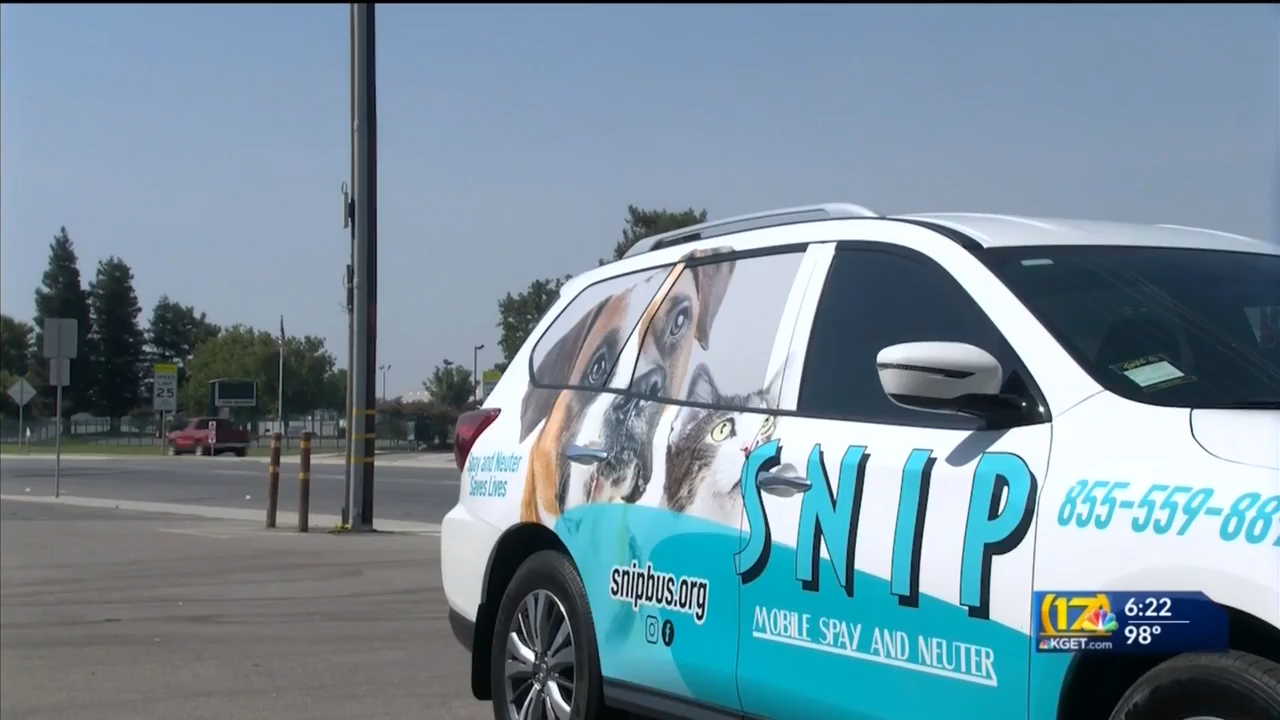 SPEED
LIMIT
25
Spay and Neuter
Saves Lives
SNIP
855-559-88
snipbus.org
MOBILE SPAY AND NEUTER
17
KGET.com
6:22
98°